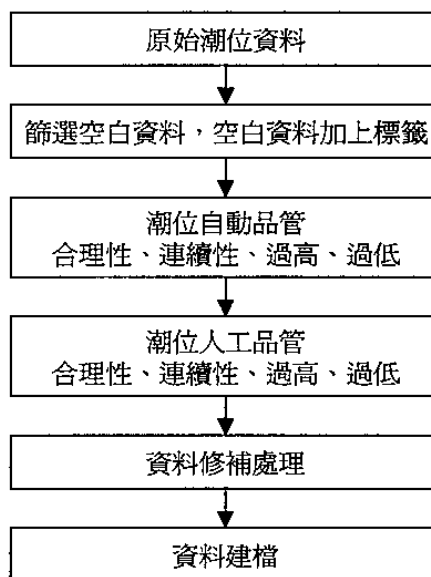 原始潮位資料
篩選空白資料，空白資料加上標籤
潮位自動品管
合理性、連續性、過高、過低
潮位人工品管
合理性、連續性、過高、過低
資料修補處理
資料建檔